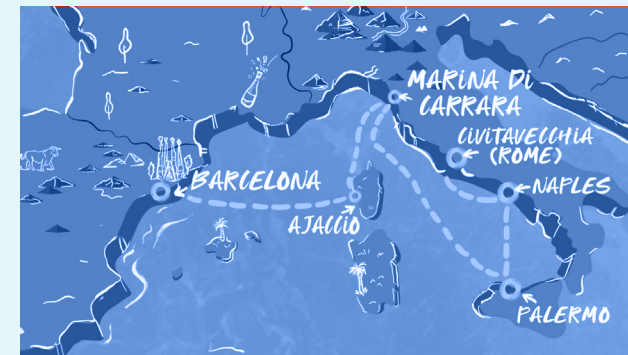 MARINA DI
CARRARA
CIVITAVECCHIA
(ROME)
BARCELONA
NAPLES
AJACCIO
PALERMO